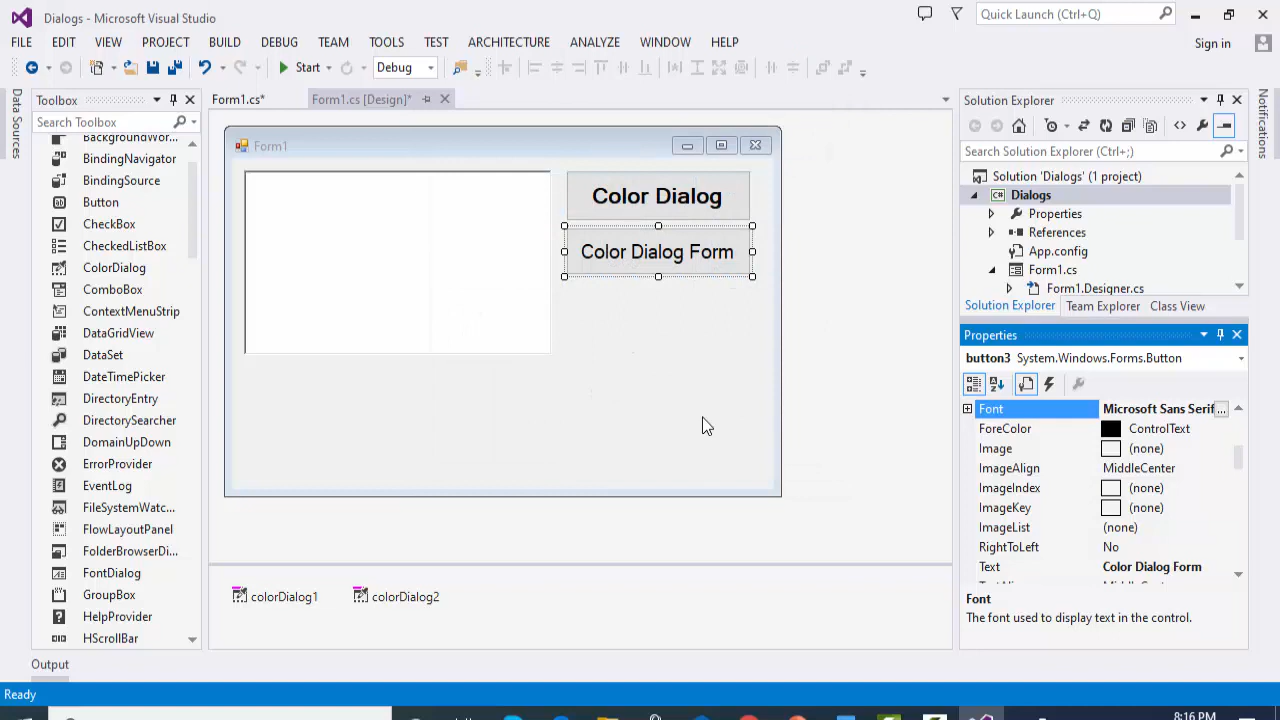 Dialogs - Microsoft Visual Studio
Quick Launch (Ctrl+Q)
FILE EDIT VIEW PROJECT BUILD DEBUG TEAM TOOLS TEST ARCHITECTURE ANALYZE WINDOW HELP
Sign in
Start
Debug
Data Sources
Toolbox
Search Toolbox
BackgroundWor...
BindingNavigator
BindingSource
Button
CheckBox
CheckedListBox
ColorDialog
ComboBox
ContextMenuStrip
DataGridView
DataSet
DateTimePicker
DirectoryEntry
DirectorySearcher
DomainUpDown
ErrorProvider
EventLog
FileSystemWatc...
FlowLayoutPanel
FolderBrowserDi...
FontDialog
GroupBox
HelpProvider
HScrollBar
Form1.cs*
Form1.cs [Design]*
Form1
Color Dialog
Color Dialog Form
colorDialog1
colorDialog2
Solution Explorer
Search Solution Explorer (Ctrl+;)
Solution 'Dialogs' (1 project)
C#
Dialogs
Properties
References
App.config
Form1.cs
Form1.Designer.cs
Solution Explorer Team Explorer Class View
Properties
button3 System.Windows.Forms.Button
Font Microsoft Sans Serif ...
ForeColor ControlText
Image (none)
ImageAlign MiddleCenter
ImageIndex (none)
ImageKey (none)
ImageList (none)
RightToLeft No
Text Color Dialog Form
Font
The font used to display text in the control.
Notifications
Output
Ready
8:16 PM